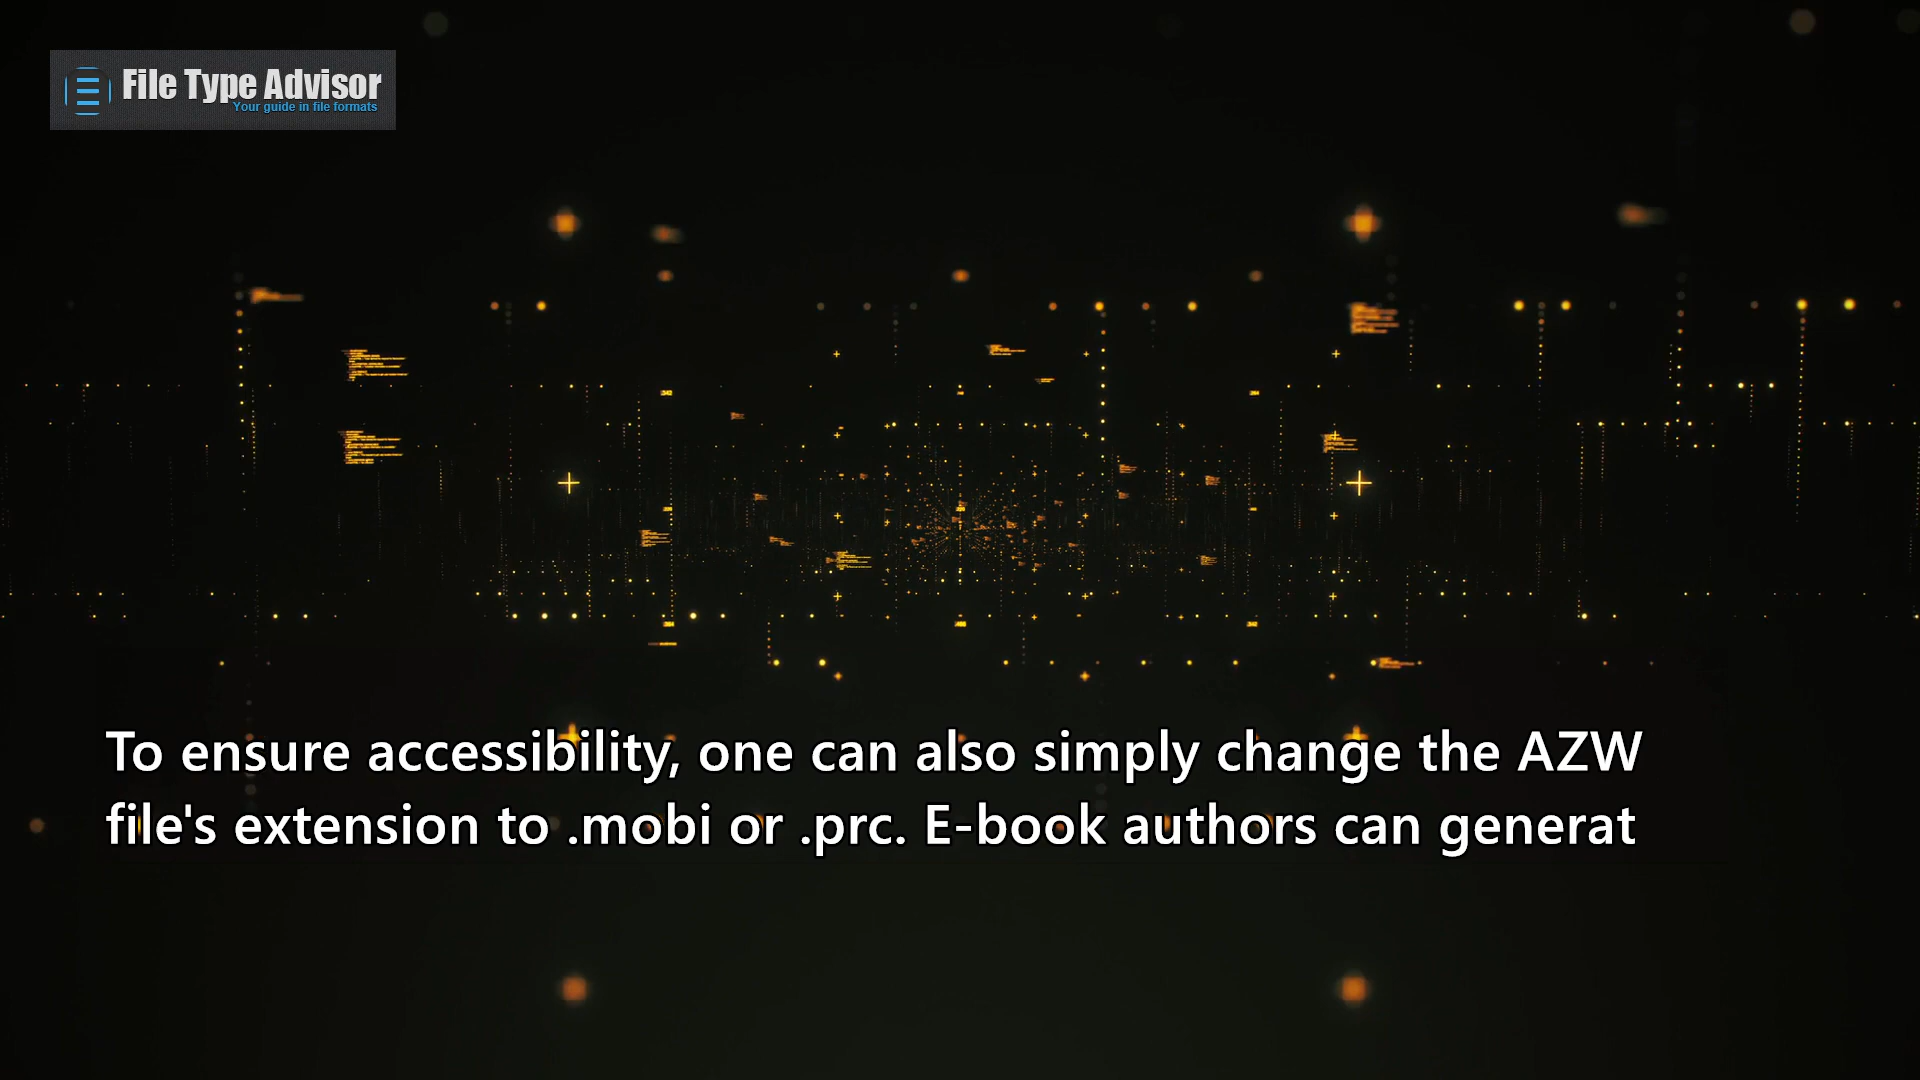 File Type Advisor
Your guide in file formats
To ensure accessibility, one can also simply change the AZW
file's extension to .mobi or .prc. E-book authors can generat